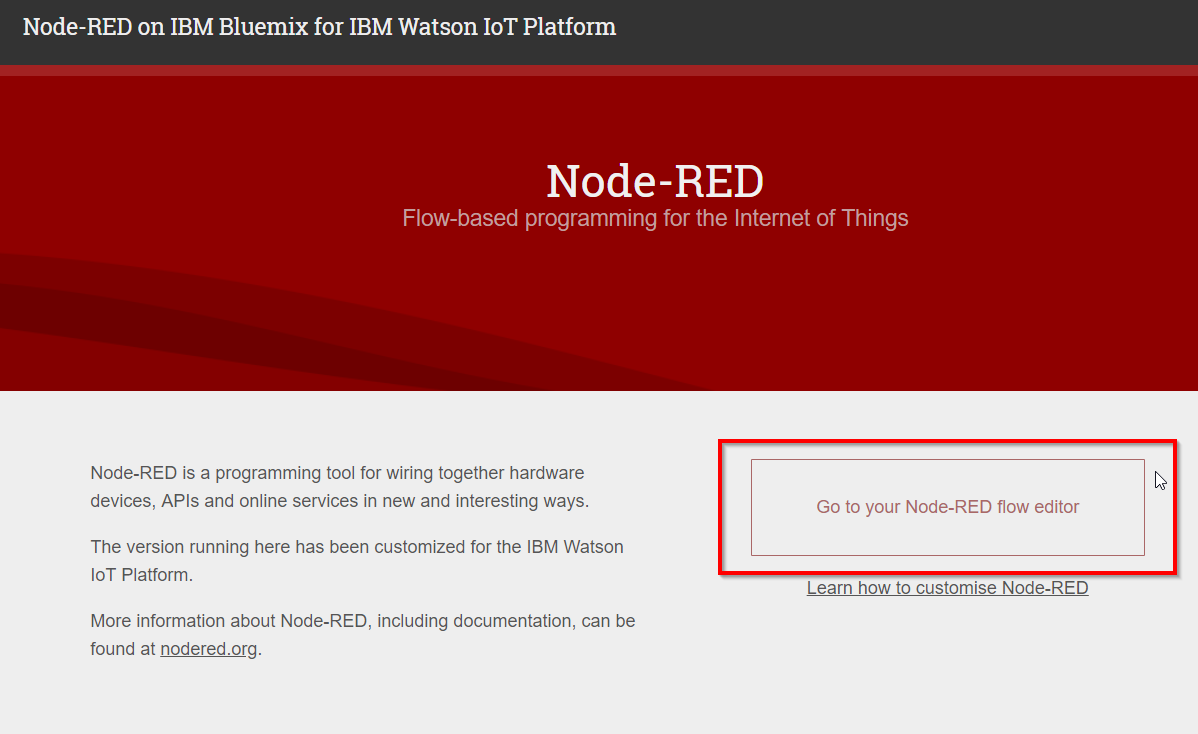 Node-RED on IBM Bluemix for IBM Watson IoT Platform
Node-RED
Flow-based programming for the Internet of Things
Node-RED is a programming tool for wiring together hardware
devices, APIs and online services in new and interesting ways.
The version running here has been customized for the IBM Watson
IoT Platform.
More information about Node-RED, including documentation, can be
found at nodered.org.
Go to your Node-RED flow editor
Learn how to customise Node-RED